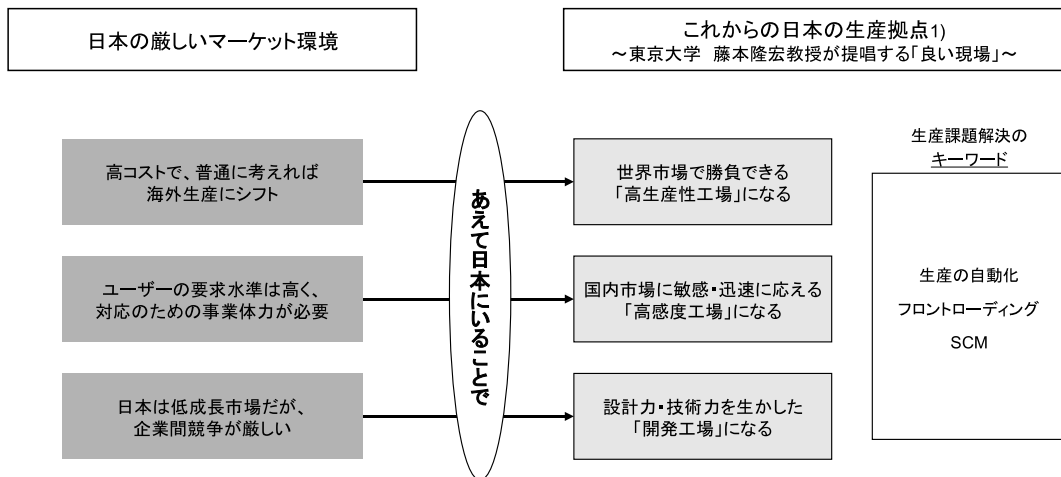 日本の厳しいマーケット環境
これからの日本の生産拠点1)
～東京大学 藤本隆宏教授が提唱する「良い現場」～
高コストで、普通に考えれば
海外生産にシフト
ユーザーの要求水準は高く、
対応のための事業体力が必要
日本は低成長市場だが、
企業間競争が厳しい
あえて日本にいることで
世界市場で勝負できる
「高生産性工場」になる
国内市場に敏感・迅速に応える
「高感度工場」になる
設計力・技術力を生かした
「開発工場」になる
生産課題解決の
キーワード
生産の自動化
フロントローディング
SCM